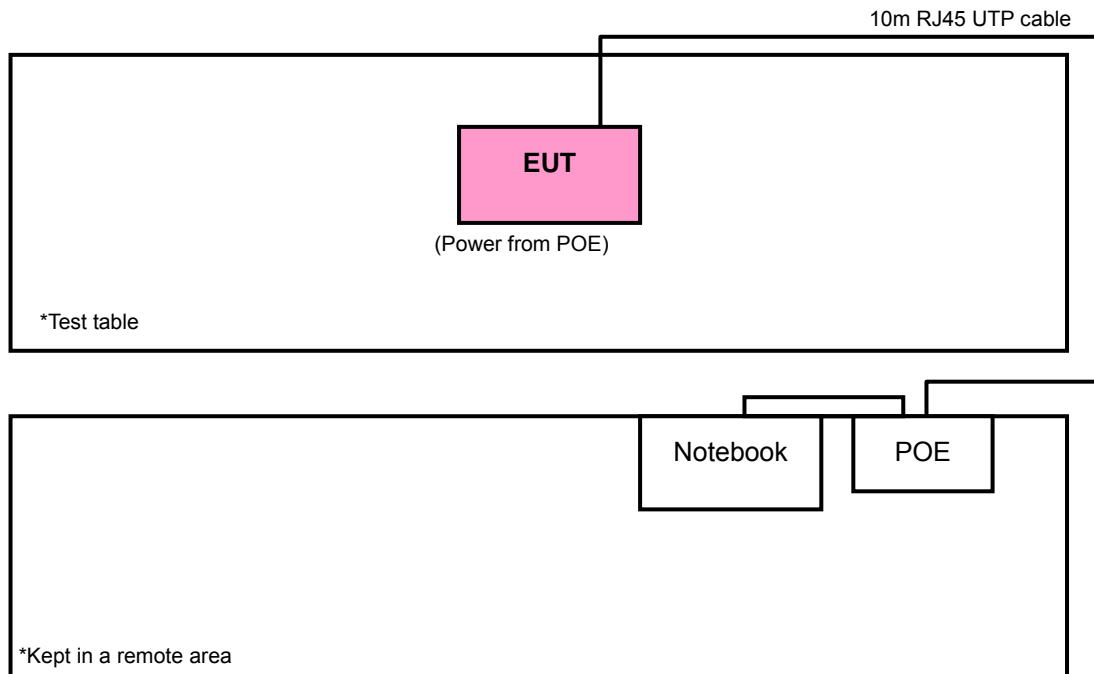 10m RJ45 UTP cable
EUT
(Power from POE)
*Test table
Notebook
POE
*Kept in a remote area